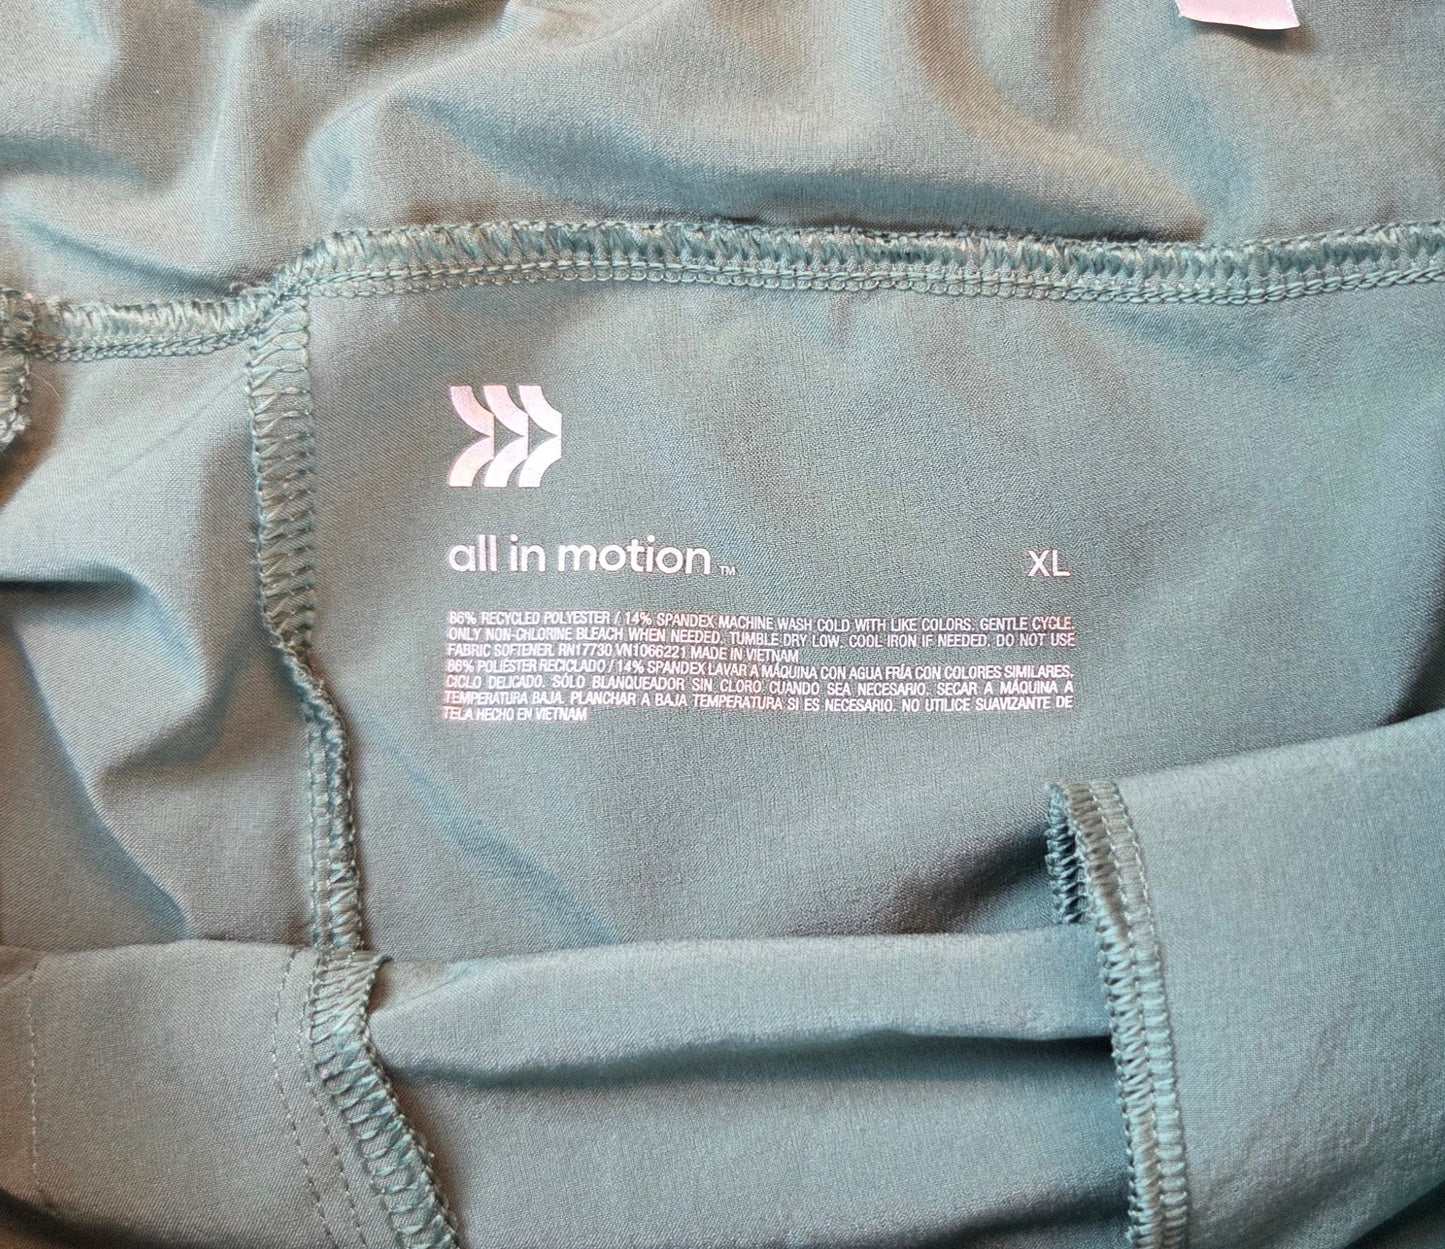 all in motion™ XL
86% RECYCLED POLYESTER / 14% SPANDEX MACHINE WASH COLD WITH LIKE COLORS. GENTLE CYCLE.
ONLY NON-CHLORINE BLEACH WHEN NEEDED. TUMBLE DRY LOW. COOL IRON IF NEEDED. DO NOT USE
FABRIC SOFTENER. RN17730 VN1066221 MADE IN VIETNAM
86% POLIÉSTER RECICLADO / 14% SPANDEX LAVAR A MÁQUINA CON AGUA FRÍA CON COLORES SIMILARES.
CICLO DELICADO. SÓLO BLANQUEADOR SIN CLORO CUANDO SEA NECESARIO. SECAR A MÁQUINA A
TEMPERATURA BAJA. PLANCHAR A BAJA TEMPERATURA SI ES NECESARIO. NO UTILICE SUAVIZANTE DE
TELA HECHO EN VIETNAM